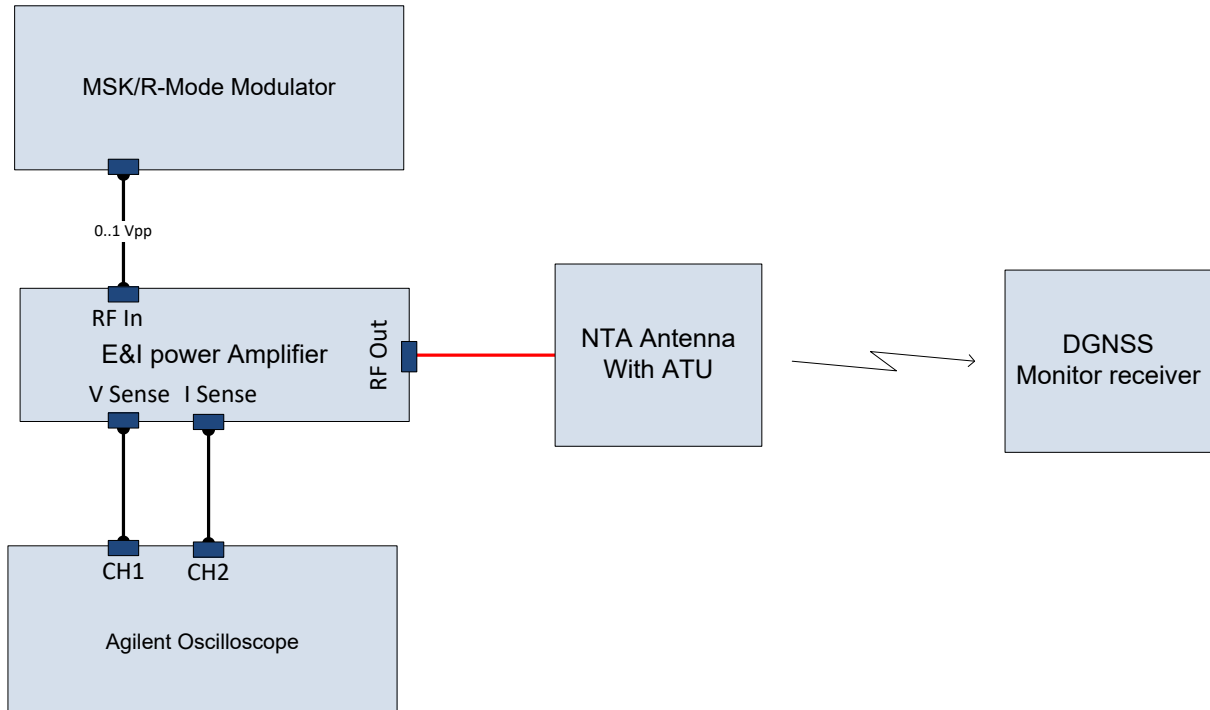 MSK/R-Mode Modulator
0..1 Vpp
RF In
E&I power Amplifier
RF Out
V Sense
I Sense
NTA Antenna
With ATU
DGNSS
Monitor receiver
CH1
CH2
Agilent Oscilloscope